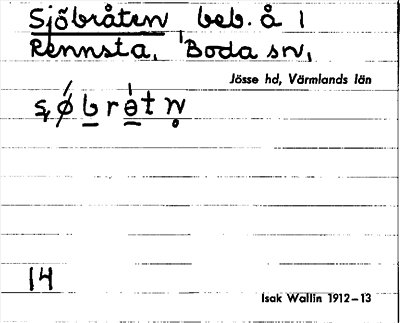 Sjöbråten beb. å 1
Rennsta, Boda sn,
Jösse hd, Värmlands län
14
Isak Wallin 1912–13